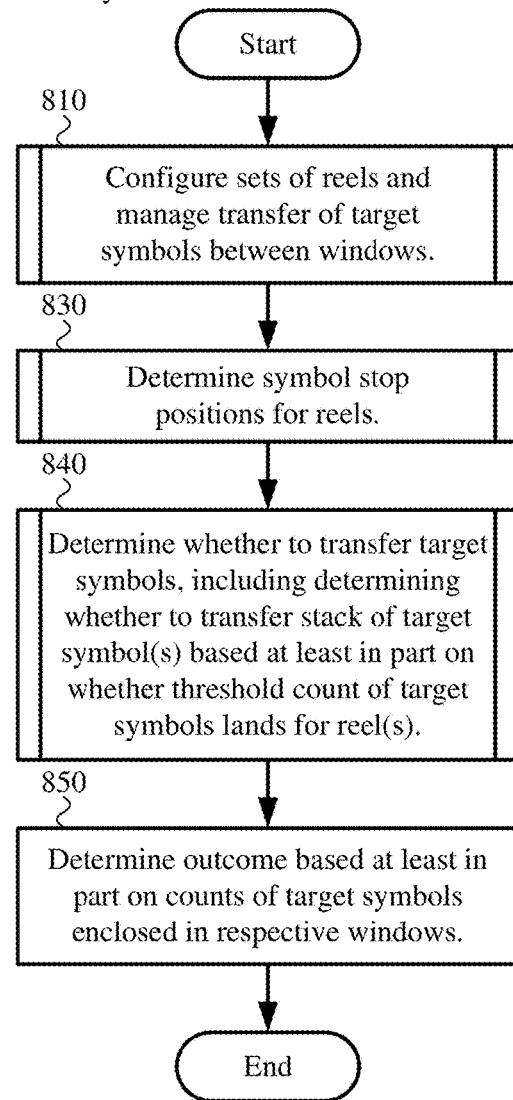 Start
810
Configure sets of reels and
manage transfer of target
symbols between windows.
830
Determine symbol stop
positions for reels.
840
Determine whether to transfer target
symbols, including determining
whether to transfer stack of target
symbol(s) based at least in part on
whether threshold count of target
symbols lands for reel(s).
850
Determine outcome based at least in
part on counts of target symbols
enclosed in respective windows.
End